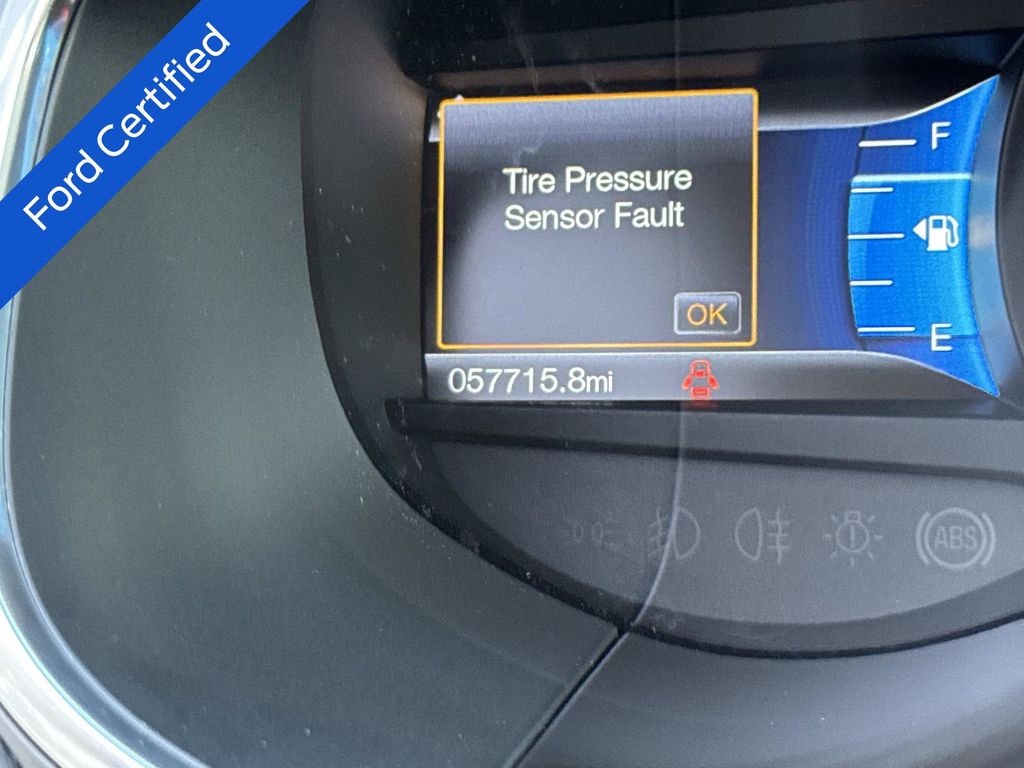 Ford Certified
Tire Pressure
Sensor Fault
OK
F
E
057715.8mi
ABS